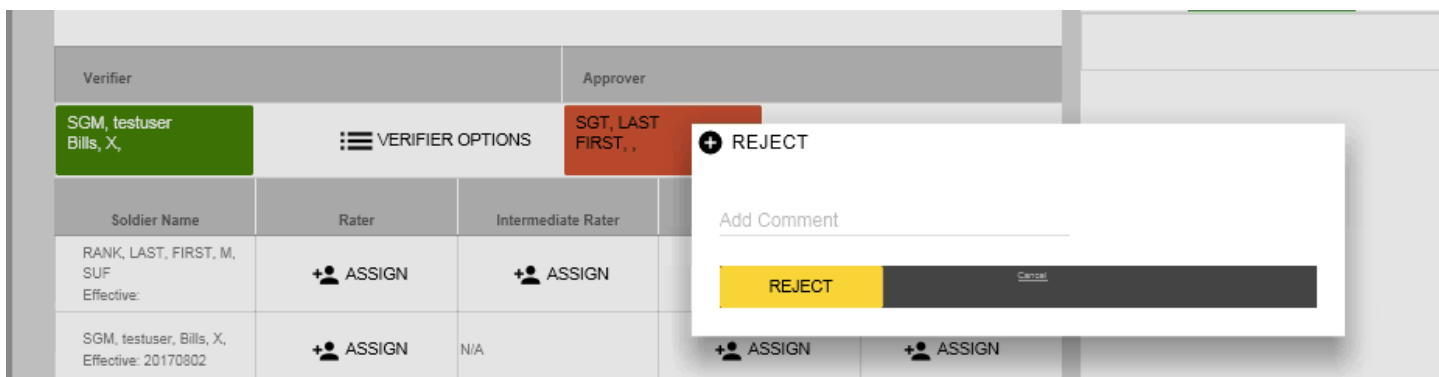 Verifier
Approver
SGM, testuser
Bills, X,
VERIFIER OPTIONS
SGT, LAST
FIRST, ,
REJECT
Add Comment
REJECT
Cancel
Soldier Name
Rater
Intermediate Rater
RANK, LAST, FIRST, M,
SUF
Effective:
ASSIGN
ASSIGN
SGM, testuser, Bills, X,
Effective: 20170802
ASSIGN
N/A
ASSIGN
ASSIGN